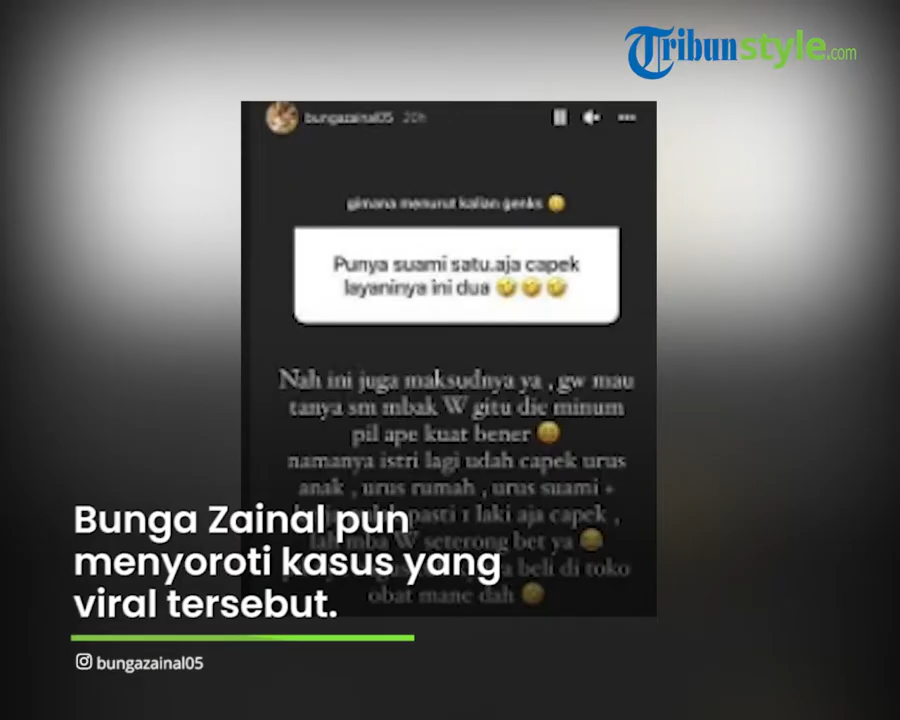 Tribunstyle.com
bungazainal05 20h
gimana menurut kalian genks
Punya suami satu.aja capek
layaninya ini dua
Nah ini juga maksudnya ya , gw mau
tanya sm mbak W gitu die minum
pil ape kuat bener
namanya istri lagi udah capek urus
anak , urus rumah , urus suami +
pasti 1 laki aja capek ,
lah mba W seterong bet ya
beli di toko
obat mane dah
Bunga Zainal pun
menyoroti kasus yang
viral tersebut.
bungazainal05